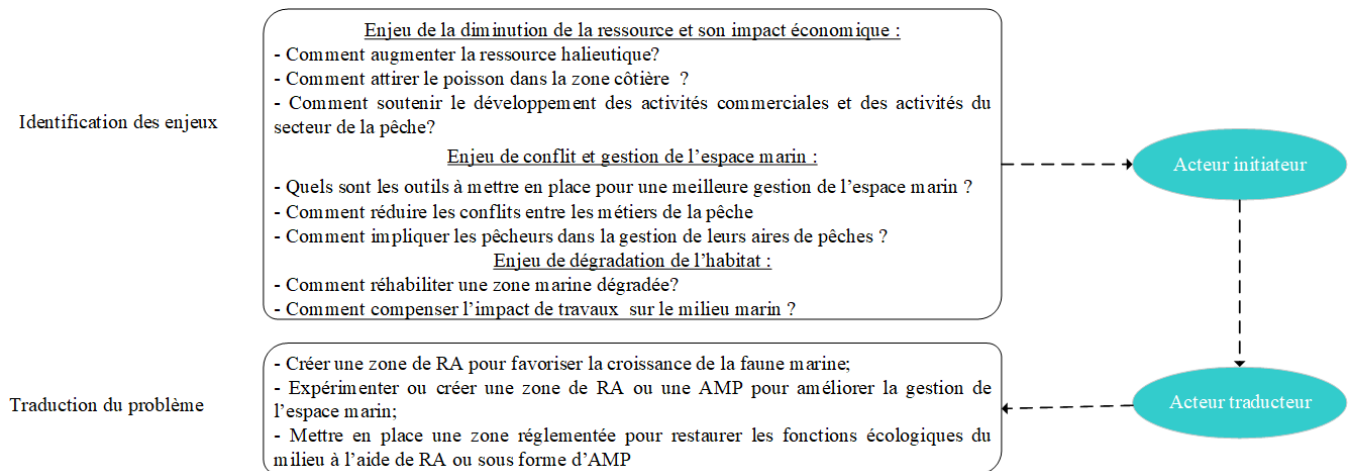 Identification des enjeux
Enjeu de la diminution de la ressource et son impact économique :
- Comment augmenter la ressource halieutique?
- Comment attirer le poisson dans la zone côtière  ?
- Comment soutenir le développement des activités commerciales et des activités du
secteur de la pêche?
Enjeu de conflit et gestion de l’espace marin :
- Quels sont les outils à mettre en place pour une meilleure gestion de l’espace marin ?
- Comment réduire les conflits entre les métiers de la pêche
- Comment impliquer les pêcheurs dans la gestion de leurs aires de pêches ?
Enjeu de dégradation de l’habitat :
- Comment réhabiliter une zone marine dégradée?
- Comment compenser l’impact de travaux  sur le milieu marin ?
Acteur initiateur
Traduction du problème
- Créer une zone de RA pour favoriser la croissance de la faune marine;
- Expérimenter ou créer une zone de RA ou une AMP pour améliorer la gestion de
l’espace marin;
- Mettre en place une zone réglementée pour restaurer les fonctions écologiques du
milieu à l’aide de RA ou sous forme d’AMP
Acteur traducteur